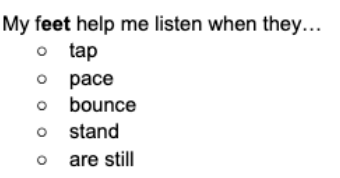 My feet help me listen when they…
○ tap
○ pace
○ bounce
○ stand
○ are still